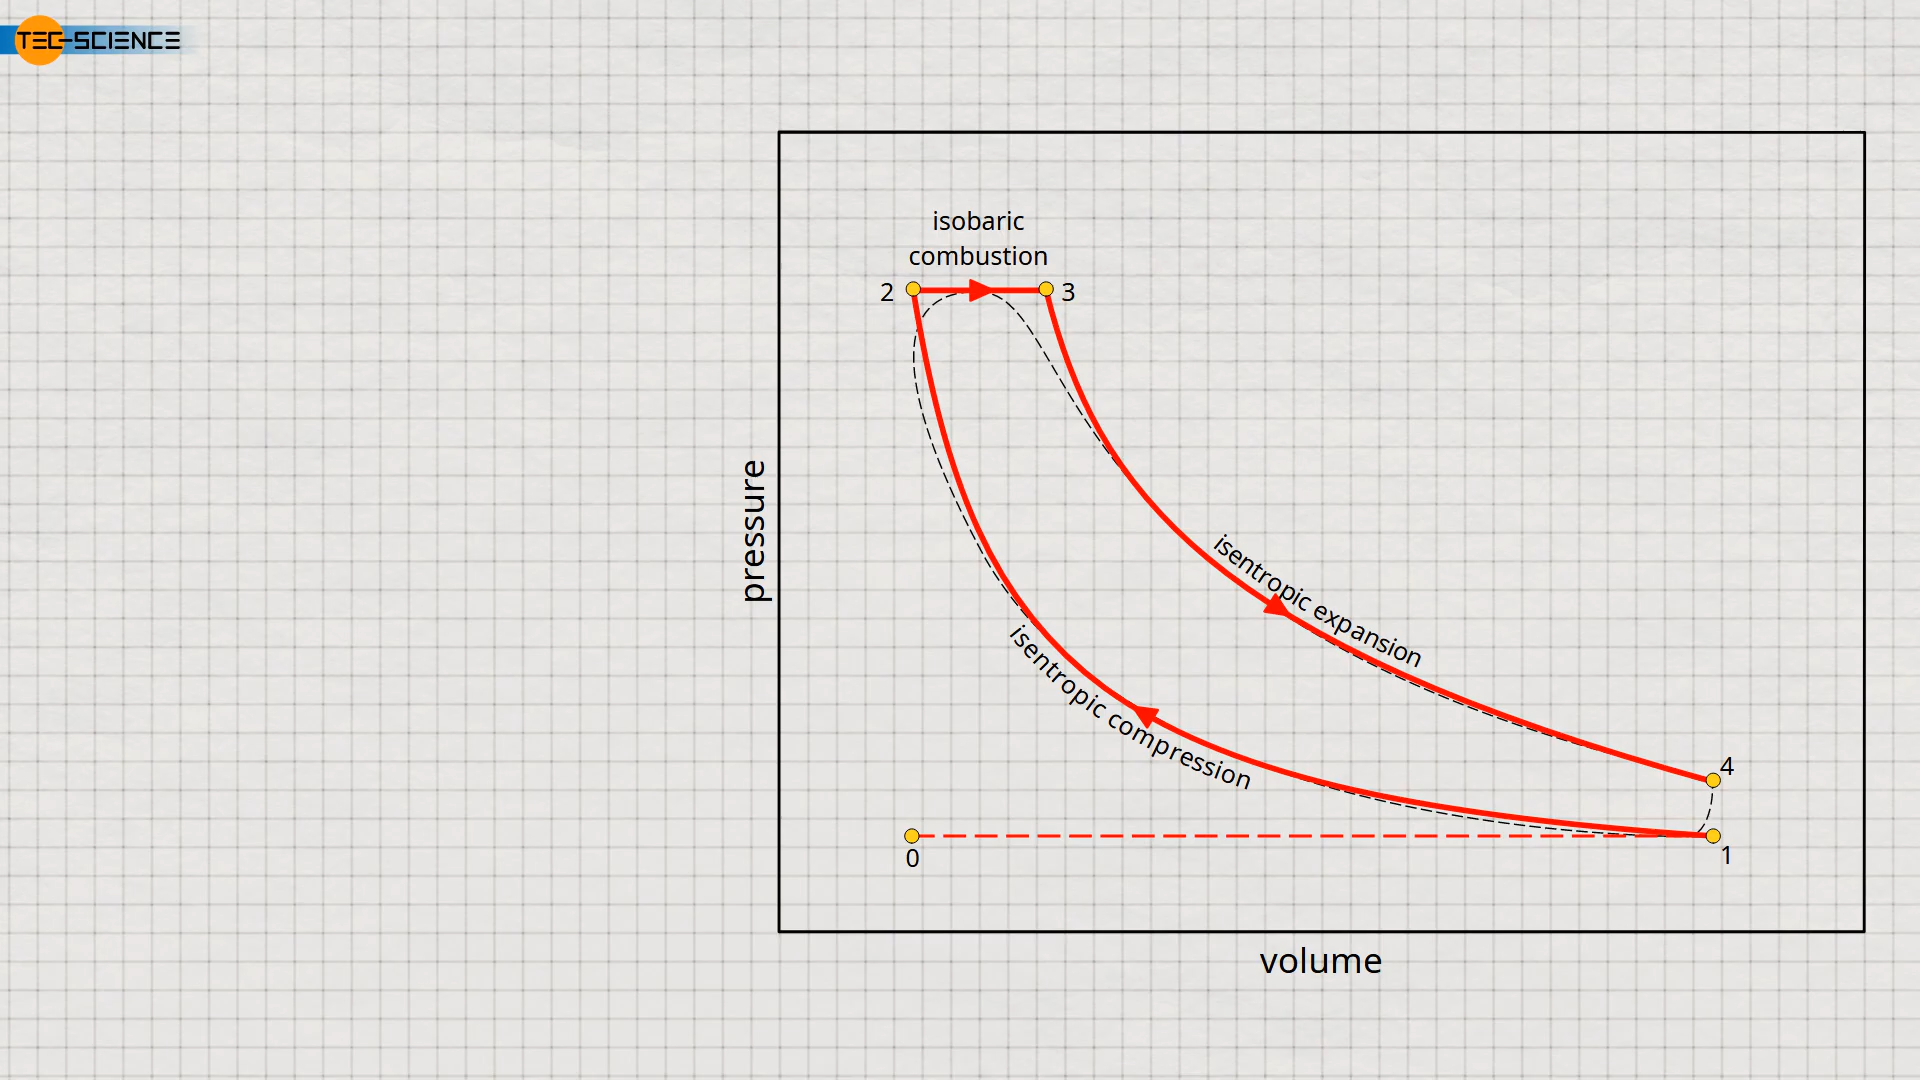 TEC-SCIENCE
isobaric
combustion
2
3
pressure
isentropic expansion
isentropic compression
4
0
1
volume